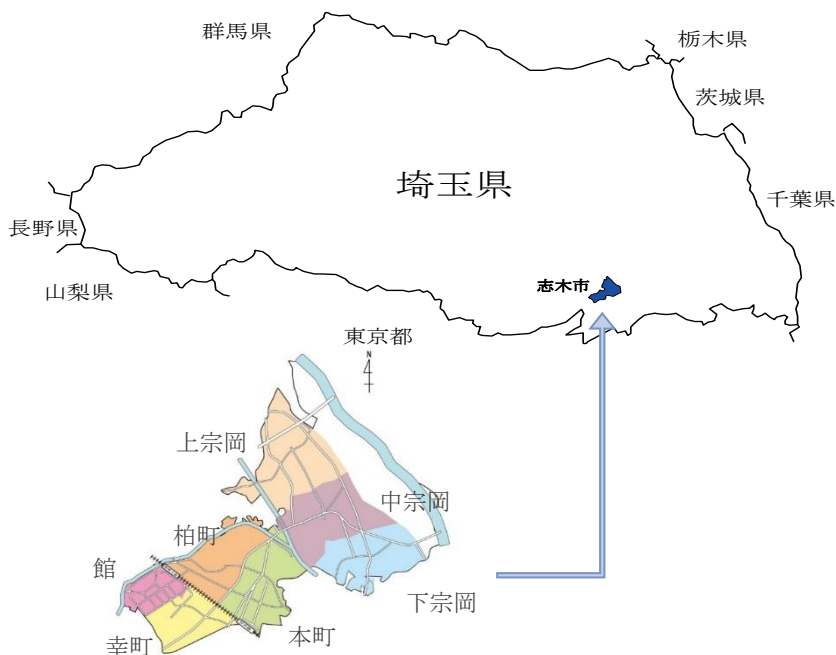 群馬県
栃木県
茨城県
埼玉県
千葉県
長野県
山梨県
志木市
東京都
N
上宗岡
中宗岡
柏町
館
下宗岡
本町
幸町